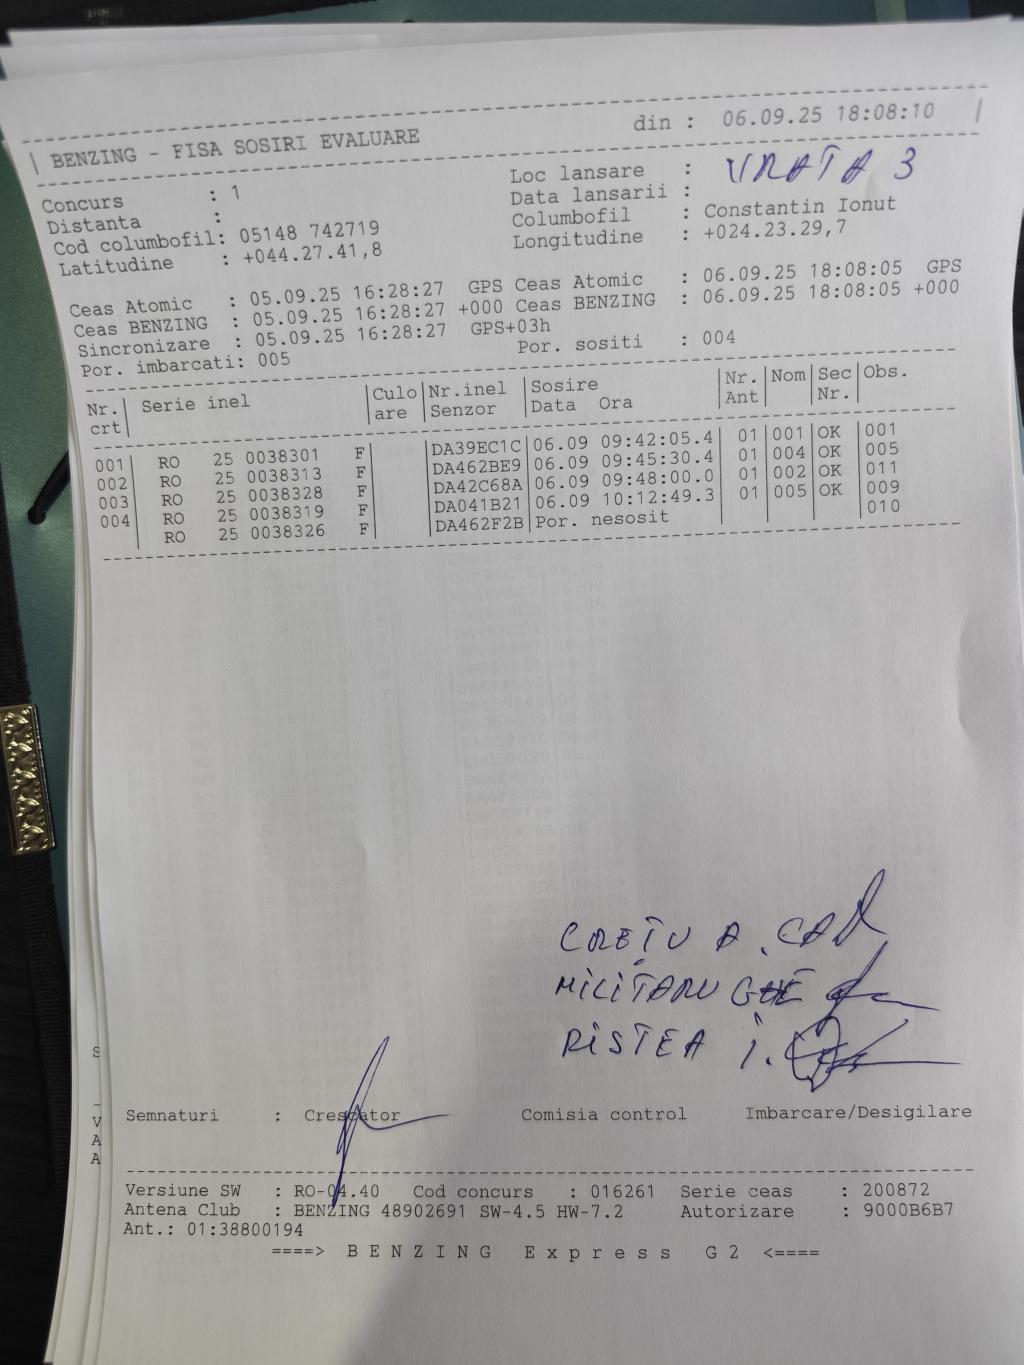 BENZING - FISA SOSIRI EVALUARE din : 06.09.25 18:08:10
Concurs : 1 Loc lansare : VRATA 3
Distanta : Data lansarii :
Cod columbofil: 05148 742719 Columbofil : Constantin Ionut
Latitudine : +044.27.41,8 Longitudine : +024.23.29,7
Ceas Atomic : 05.09.25 16:28:27 GPS Ceas Atomic : 06.09.25 18:08:05 GPS
Ceas BENZING : 05.09.25 16:28:27 +000 Ceas BENZING : 06.09.25 18:08:05 +000
Sincronizare : 05.09.25 16:28:27 GPS+03h
Por. imbarcati: 005 Por. sositi : 004
Nr. Serie inel Culo Nr.inel Sosire Nr. Nom Sec Obs.
crt are Senzor Data Ora Ant Nr.
001 RO 25 0038301 F DA39EC1C 06.09 09:42:05.4 01 001 OK 001
002 RO 25 0038313 F DA462BE9 06.09 09:45:30.4 01 004 OK 005
003 RO 25 0038328 F DA42C68A 06.09 09:48:00.0 01 002 OK 011
004 RO 25 0038319 F DA041B21 06.09 10:12:49.3 01 005 OK 009
RO 25 0038326 F DA462F2B Por. nesosit 010
CREȚU A.
MILITARU GHE
RISTEA I.
Semnaturi : Crescator Comisia control Imbarcare/Desigilare
Versiune SW : RO-04.40 Cod concurs : 016261 Serie ceas : 200872
Antena Club : BENZING 48902691 SW-4.5 HW-7.2 Autorizare : 9000B6B7
Ant.: 01:38800194
====> BENZING Express G2 <====